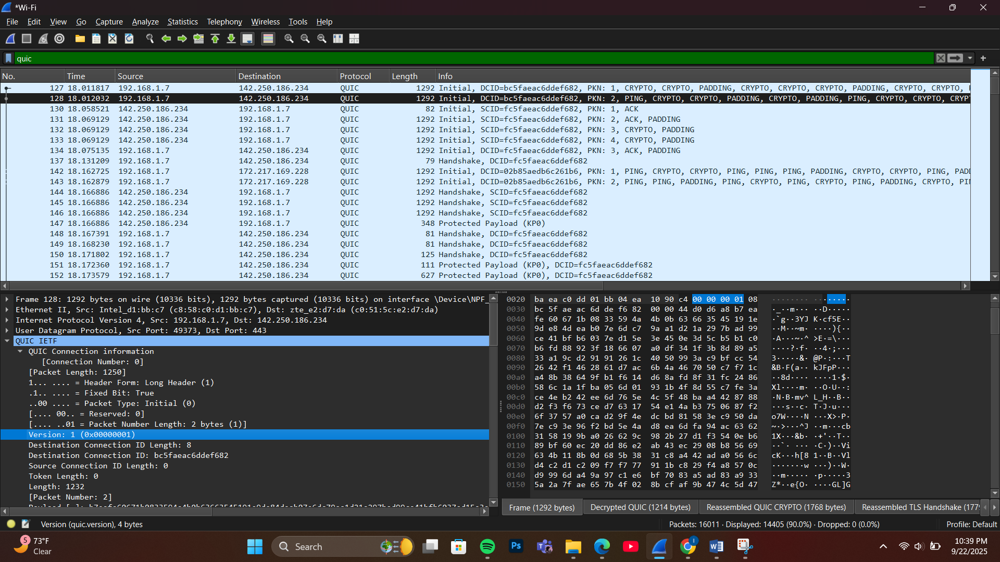 *Wi-Fi
File Edit View Go Capture Analyze Statistics Telephony Wireless Tools Help
quic
No. Time Source Destination Protocol Length Info
127 18.011817 192.168.1.7 142.250.186.234 QUIC 1292 Initial, DCID=bc5faeac6ddef682, PKN: 1, CRYPTO, CRYPTO, PADDING, CRYPTO, CRYPTO, CRYPTO, PADDING, CRYPTO, CRYPTO,
128 18.012032 192.168.1.7 142.250.186.234 QUIC 1292 Initial, DCID=bc5faeac6ddef682, PKN: 2, PING, CRYPTO, CRYPTO, PADDING, CRYPTO, PADDING, PING, CRYPTO, CRYPTO, CRYPT
130 18.058521 142.250.186.234 192.168.1.7 QUIC 82 Initial, SCID=fc5faeac6ddef682, PKN: 1, ACK
131 18.069129 142.250.186.234 192.168.1.7 QUIC 1292 Initial, SCID=fc5faeac6ddef682, PKN: 2, ACK, PADDING
132 18.069129 142.250.186.234 192.168.1.7 QUIC 1292 Initial, SCID=fc5faeac6ddef682, PKN: 3, CRYPTO, PADDING
133 18.069129 142.250.186.234 192.168.1.7 QUIC 1292 Initial, SCID=fc5faeac6ddef682, PKN: 4, CRYPTO, PADDING
134 18.075135 192.168.1.7 142.250.186.234 QUIC 1292 Initial, DCID=fc5faeac6ddef682, PKN: 3, ACK, PADDING
137 18.131209 192.168.1.7 142.250.186.234 QUIC 79 Handshake, DCID=fc5faeac6ddef682
142 18.162725 192.168.1.7 172.217.169.228 QUIC 1292 Initial, DCID=02b85aedb6c261b6, PKN: 1, PING, CRYPTO, CRYPTO, PING, PING, PING, PADDING, CRYPTO, CRYPTO, PING, PADD
143 18.162879 192.168.1.7 172.217.169.228 QUIC 1292 Initial, DCID=02b85aedb6c261b6, PKN: 2, PING, PING, PADDING, PING, CRYPTO, PING, CRYPTO, PING, PADDING, CRYPTO, PIN
144 18.166886 142.250.186.234 192.168.1.7 QUIC 1292 Handshake, SCID=fc5faeac6ddef682
145 18.166886 142.250.186.234 192.168.1.7 QUIC 1292 Handshake, SCID=fc5faeac6ddef682
146 18.166886 142.250.186.234 192.168.1.7 QUIC 1292 Handshake, SCID=fc5faeac6ddef682
147 18.166886 142.250.186.234 192.168.1.7 QUIC 348 Protected Payload (KP0)
148 18.167391 192.168.1.7 142.250.186.234 QUIC 81 Handshake, DCID=fc5faeac6ddef682
149 18.168230 192.168.1.7 142.250.186.234 QUIC 81 Handshake, DCID=fc5faeac6ddef682
150 18.171802 192.168.1.7 142.250.186.234 QUIC 125 Handshake, DCID=fc5faeac6ddef682
151 18.172360 192.168.1.7 142.250.186.234 QUIC 111 Protected Payload (KP0), DCID=fc5faeac6ddef682
152 18.173579 192.168.1.7 142.250.186.234 QUIC 627 Protected Payload (KP0), DCID=fc5faeac6ddef682
Frame 128: 1292 bytes on wire (10336 bits), 1292 bytes captured (10336 bits) on interface \Device\NPF_
Ethernet II, Src: Intel_d1:bb:c7 (c8:58:c0:d1:bb:c7), Dst: zte_e2:d7:da (c0:51:5c:e2:d7:da)
Internet Protocol Version 4, Src: 192.168.1.7, Dst: 142.250.186.234
User Datagram Protocol, Src Port: 49373, Dst Port: 443
QUIC IETF
QUIC Connection information
[Connection Number: 0]
[Packet Length: 1250]
1... .... = Header Form: Long Header (1)
.1.. .... = Fixed Bit: True
..00 .... = Packet Type: Initial (0)
[.... 00.. = Reserved: 0]
[.... ..01 = Packet Number Length: 2 bytes (1)]
Version: 1 (0x00000001)
Destination Connection ID Length: 8
Destination Connection ID: bc5faeac6ddef682
Source Connection ID Length: 0
Token Length: 0
Length: 1232
[Packet Number: 2]
0020 ba ea c0 dd 01 bb 04 ea 10 90 c4 00 00 00 01 08
0030 bc 5f ae ac 6d de f6 82 00 00 44 d0 d6 a8 b7 ea ·_··m··· ··D·····
0040 fe 60 67 1b 08 33 59 4a 4b 0b 63 66 35 45 19 1e ·`g··3YJ K·cf5E··
0050 9d e8 4d ea b0 7e 6d c7 9a a1 d2 1a 29 7b ad 99 ··M··~m· ····){··
0060 ce 41 bf b6 03 7e d1 5e 3e 45 0e 3d 5c b5 b1 c0 ·A···~·^ >E·=\···
0070 b6 fd 88 92 3f 18 66 07 a0 df 34 1f 3b 8d 89 a5 ····?·f· ··4·;···
0080 33 a1 9c d2 91 91 26 1c 40 50 99 3a c9 bf cc 54 3·····&· @P·:···T
0090 26 42 f1 46 28 61 d7 ac 6b 4a 46 70 50 c7 f7 1c &B·F(a·· kJFpP···
00a0 a4 8b 38 64 9f b1 f6 14 d6 8a fd 8f 31 fc 24 86 ··8d···· ····1·$·
00b0 58 6c 1a 1f ba 05 6d 01 93 1b 4f 8d 55 c7 fe 3a Xl····m· ··O·U··:
00c0 ce 4e b2 42 ee 6d 76 5e 4c 5f 48 ba a4 42 87 88 ·N·B·mv^ L_H··B··
00d0 d2 f3 f6 73 ce d7 63 17 54 e1 4a b3 75 06 87 f2 ···s··c· T·J·u···
00e0 6f 37 57 a0 ca d2 9f 4e dc bd 81 58 3e c9 50 da o7W····N ···X>·P·
00f0 7e c9 3e 96 f2 bd 5e 4a d8 ea 6d fa 94 ac 63 62 ~·>···^J ··m···cb
0100 31 58 19 9b a0 26 62 9c 98 2b 27 d1 f3 54 0e b6 1X···&b· ·+'··T··
0110 89 bf 60 ec 20 dd 86 e2 ab 43 ec 29 08 b8 56 69 ··`· ··· ·C·)··Vi
0120 63 4b 11 8b 0d 68 5b 38 31 c8 a4 42 ad a0 56 6c cK···h[8 1··B··Vl
0130 d4 c2 d1 c2 09 f7 f7 77 91 1b c8 29 f4 a8 57 0c ·······w ···)··W·
0140 d9 99 6d a4 9a 97 c1 e6 bf 70 83 a5 ad 83 a9 33 ··m····· ·p·····3
0150 5a 2a 7f ae 65 7b 4f 02 8b cf af 9b 47 4c 5d 47 Z*··e{O· ····GL]G
Frame (1292 bytes) Decrypted QUIC (1214 bytes) Reassembled QUIC CRYPTO (1768 bytes) Reassembled TLS Handshake (177
Version (quic.version), 4 bytes Packets: 16011 · Displayed: 14405 (90.0%) · Dropped: 0 (0.0%) Profile: Default
5 73°F
Clear
Search
Ps
10:39 PM
9/22/2025